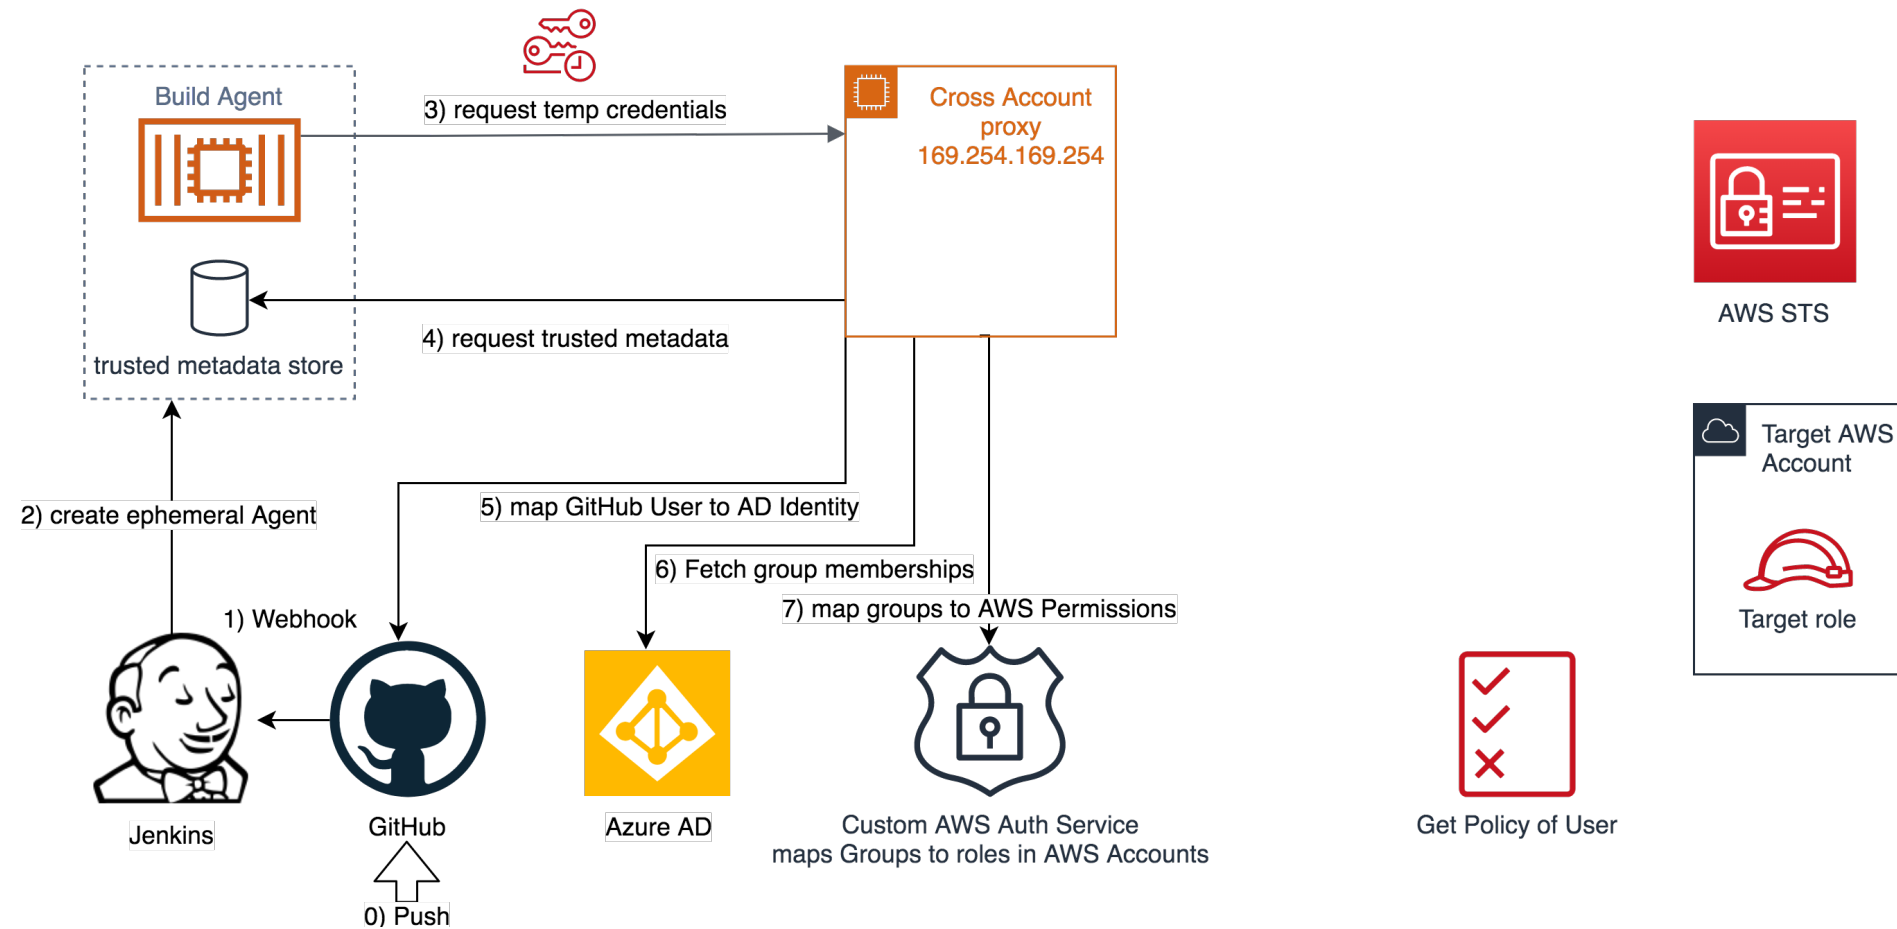 Build Agent
3) request temp credentials
Cross Account
proxy
169.254.169.254
AWS STS
4) request trusted metadata
trusted metadata store
Target AWS
Account
2) create ephemeral Agent
5) map GitHub User to AD Identity
6) Fetch group memberships
7) map groups to AWS Permissions
1) Webhook
Target role
Jenkins
GitHub
Azure AD
Custom AWS Auth Service
maps Groups to roles in AWS Accounts
Get Policy of User
0) Push